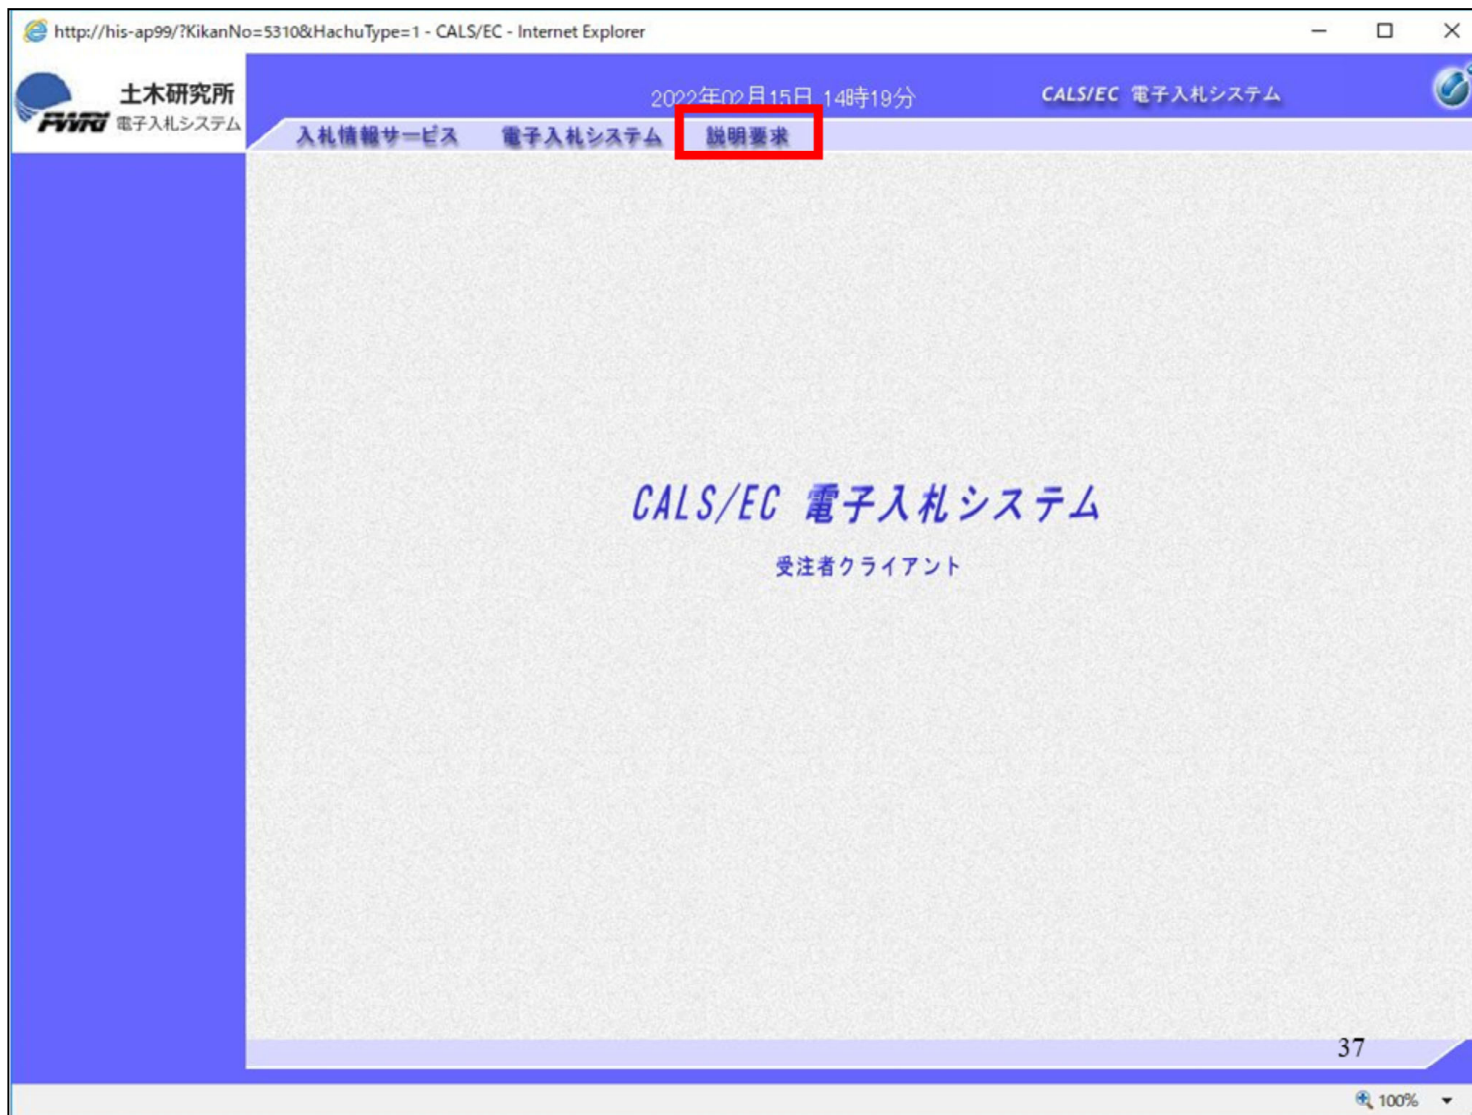 http://his-ap99/?KikanNo=5310&HachuType=1 - CALS/EC - Internet Explorer
土木研究所
PWRI 電子入札システム
2022年02月15日 14時19分
CALS/EC 電子入札システム
入札情報サービス 電子入札システム 説明要求
CALS/EC 電子入札システム
受注者クライアント
37
100%